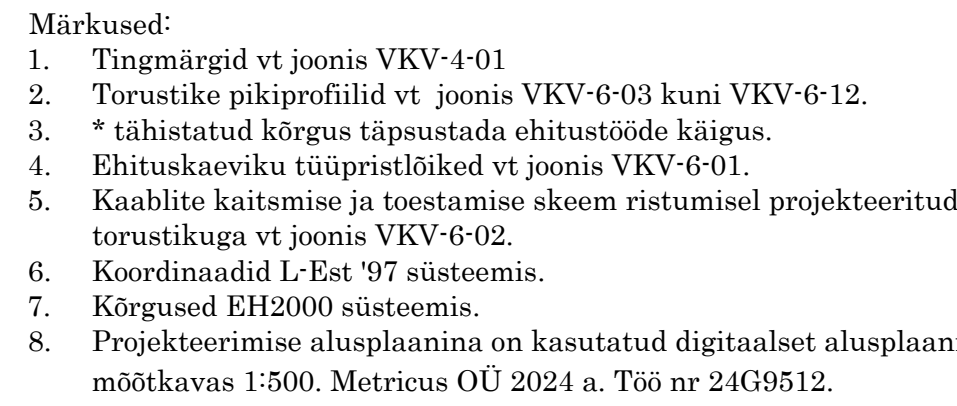 Märkused:
1. Tingmärgid vt joonis VKV-4-01
2. Torustike pikiprofiilid vt joonis VKV-6-03 kuni VKV-6-12.
3. * tähistatud kõrgus täpsustada ehitustööde käigus.
4. Ehituskaeviku tüüpristlõiked vt joonis VKV-6-01.
5. Kaablite kaitsmise ja toestamise skeem ristumisel projekteeritud
torustikuga vt joonis VKV-6-02.
6. Koordinaadid L-Est '97 süsteemis.
7. Kõrgused EH2000 süsteemis.
8. Projekteerimise alusplaanina on kasutatud digitaalset alusplaani
mõõtkavas 1:500. Metricus OÜ 2024 a. Töö nr 24G9512.